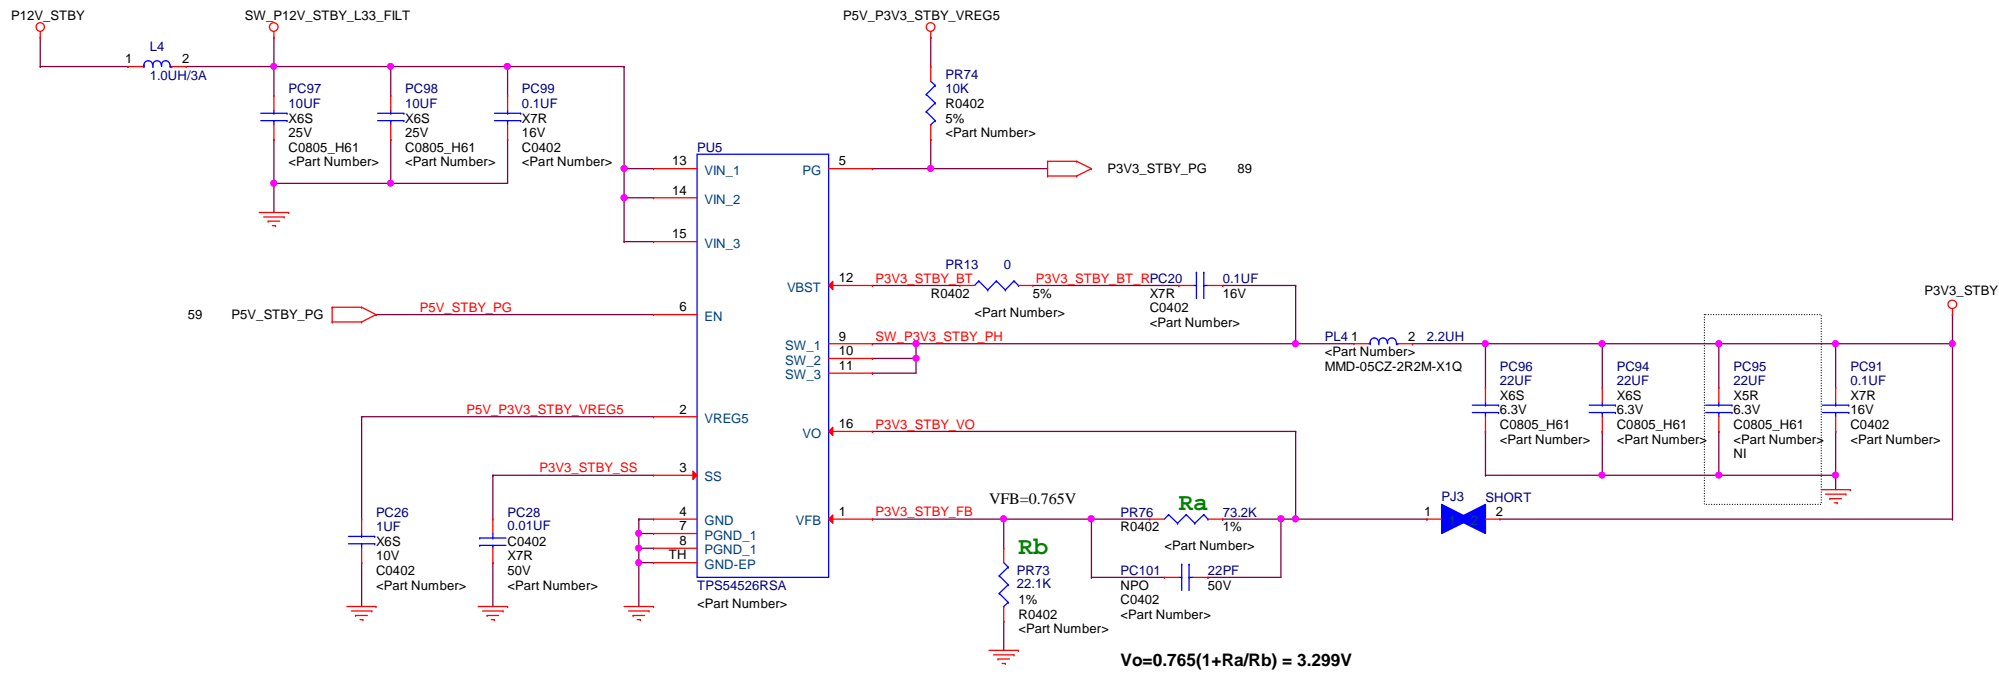 P12V_STBY
SW_P12V_STBY_L33_FILT
P5V_P3V3_STBY_VREG5
L4
1
2
1.0UH/3A
PC97
10UF
X6S
25V
C0805_H61
<Part Number>
PC98
10UF
X6S
25V
C0805_H61
<Part Number>
PC99
0.1UF
X7R
16V
C0402
<Part Number>
PR74
10K
R0402
5%
<Part Number>
PU5
13
VIN_1
14
VIN_2
15
VIN_3
6
EN
2
VREG5
3
SS
4
GND
7
PGND_1
8
PGND_1
TH
GND-EP
TPS54526RSA
<Part Number>
PG
5
P3V3_STBY_PG
89
VBST
12
P3V3_STBY_BT
PR13
0
R0402
5%
<Part Number>
P3V3_STBY_BT_R
PC20
0.1UF
X7R
16V
C0402
<Part Number>
SW_1
9
SW_P3V3_STBY_PH
SW_2
10
SW_3
11
VO
16
P3V3_STBY_VO
VFB
1
P3V3_STBY_FB
59
P5V_STBY_PG
P5V_STBY_PG
P5V_P3V3_STBY_VREG5
P3V3_STBY_SS
PC26
1UF
X6S
10V
C0402
<Part Number>
PC28
0.01UF
C0402
X7R
50V
<Part Number>
PL4
1
2
2.2UH
<Part Number>
MMD-05CZ-2R2M-X1Q
P3V3_STBY
PC96
22UF
X6S
6.3V
C0805_H61
<Part Number>
PC94
22UF
X6S
6.3V
C0805_H61
<Part Number>
PC95
22UF
X5R
6.3V
C0805_H61
<Part Number>
NI
PC91
0.1UF
X7R
16V
C0402
<Part Number>
VFB=0.765V
Ra
PR76
73.2K
R0402
1%
<Part Number>
PJ3
SHORT
1
2
Rb
PR73
22.1K
1%
R0402
<Part Number>
PC101
22PF
NPO
50V
C0402
<Part Number>
Vo=0.765(1+Ra/Rb) = 3.299V